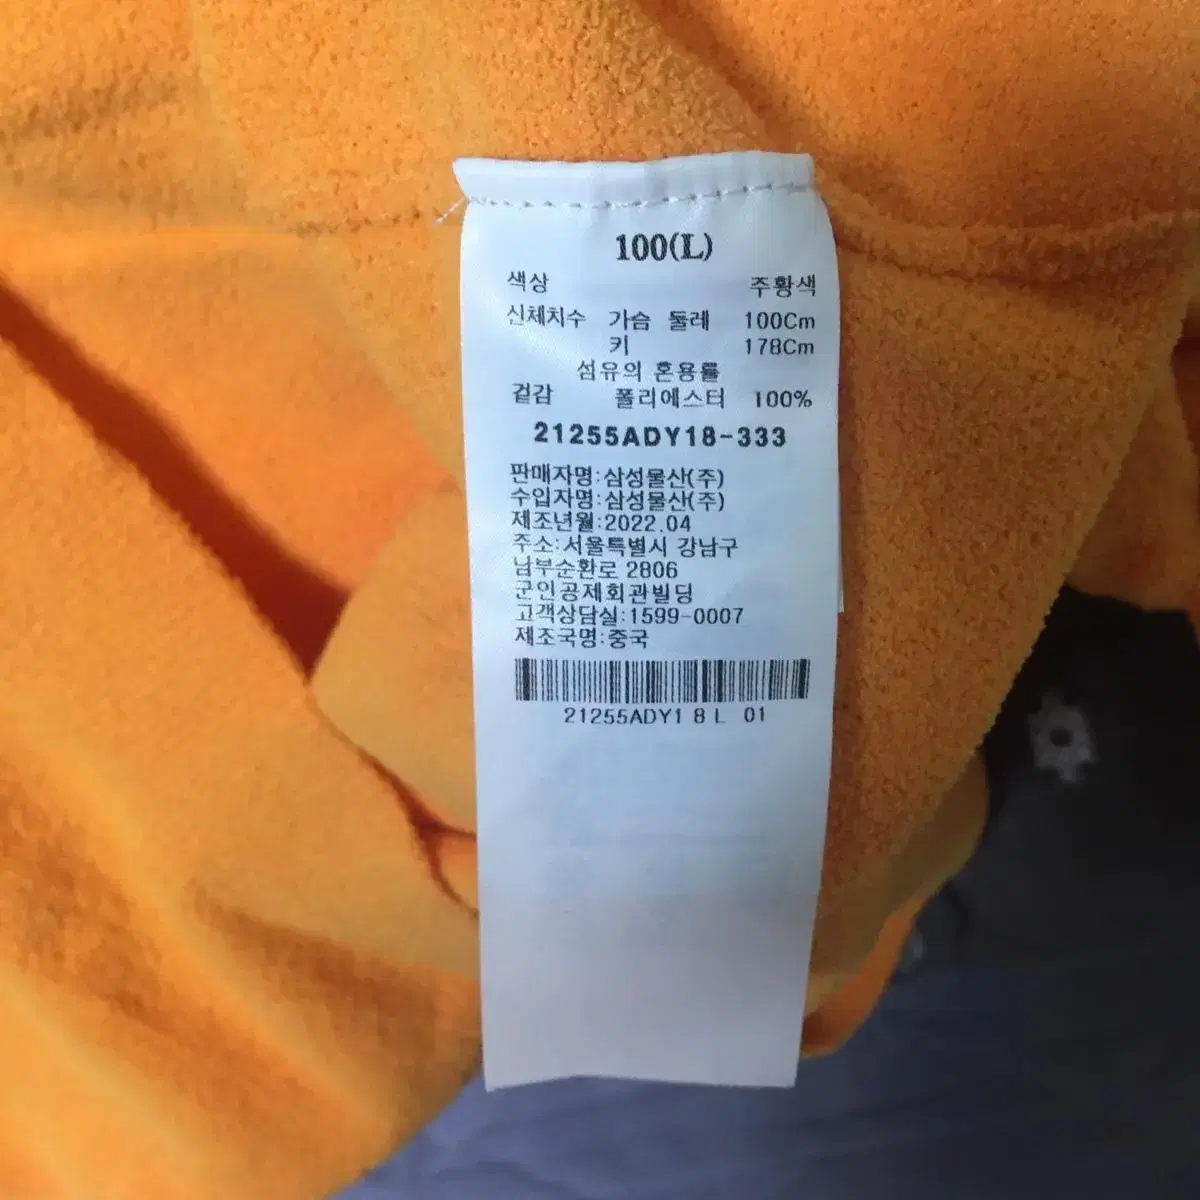 100(L)
색상 주황색
신체치수 가슴 둘레 100Cm
키 178Cm
섬유의 혼용률
겉감 폴리에스터 100%
21255ADY18-333
판매자명:삼성물산(주)
수입자명:삼성물산(주)
제조년월:2022.04
주소:서울특별시 강남구
남부순환로 2806
군인공제회관빌딩
고객상담실:1599-0007
제조국명:중국
21255ADY1 8 L 01